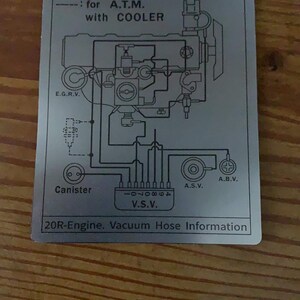 : for A.T.M.
with COOLER
E.G.R.V.
Canister
V.S.V.
A.S.V.
A.B.V.
20R-Engine. Vacuum Hose Information